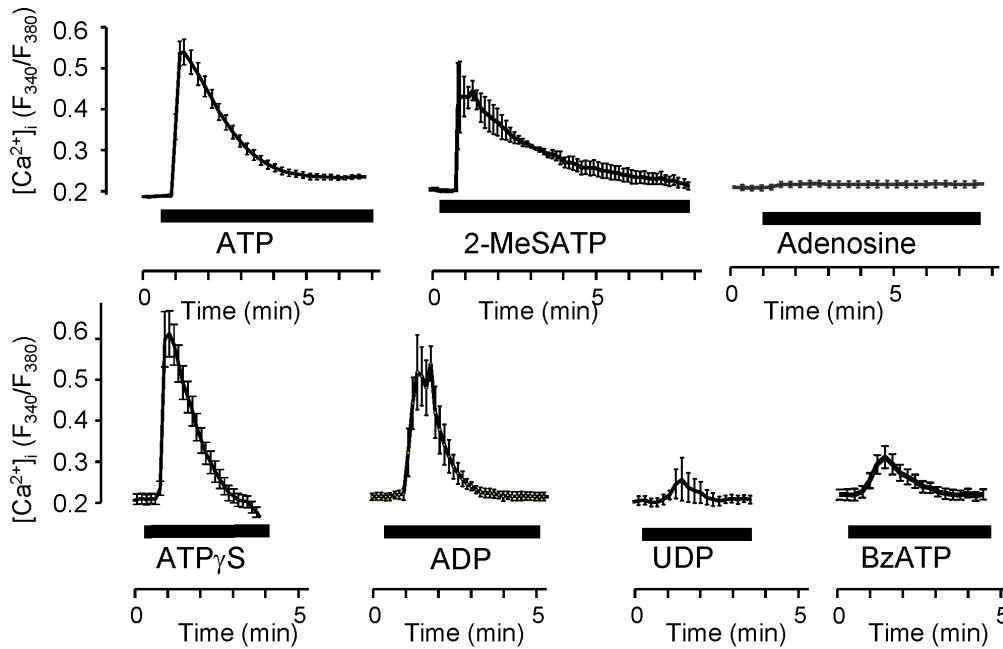 [Ca²⁺]ᵢ (F₃₄₀/F₃₈₀)
0.6
0.5
0.4
0.3
0.2
ATP 2-MeSATP Adenosine
0 5 0 5 0 5
Time (min) Time (min) Time (min)
[Ca²⁺]ᵢ (F₃₄₀/F₃₈₀)
0.6
0.5
0.4
0.3
0.2
ATPγS ADP UDP BzATP
0 5 0 5 0 5 0 5
Time (min) Time (min) Time (min) Time (min)